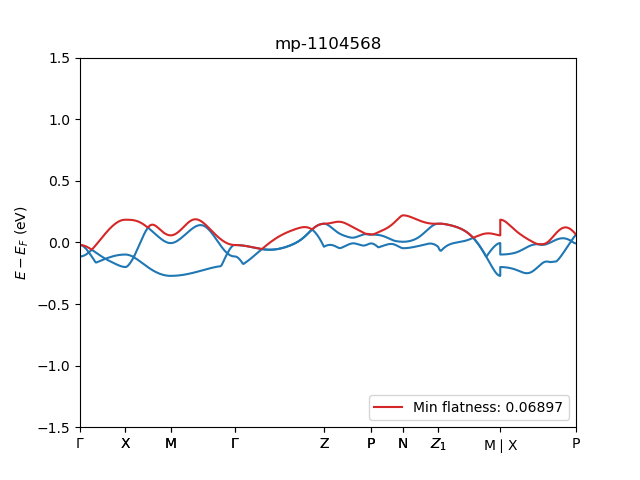 mp-1104568
E − E_F (eV)
1.5
1.0
0.5
0.0
−0.5
−1.0
−1.5
Min flatness: 0.06897
Γ X M Γ Z P N Z₁ M | X P